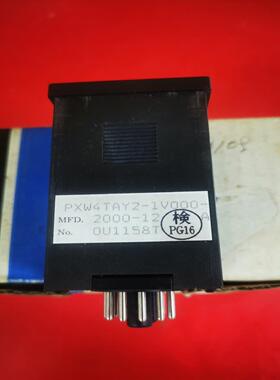 PXW4TAY2-1V000-
MFD. 2000-12 A
No. 0U1158T
検
PG16